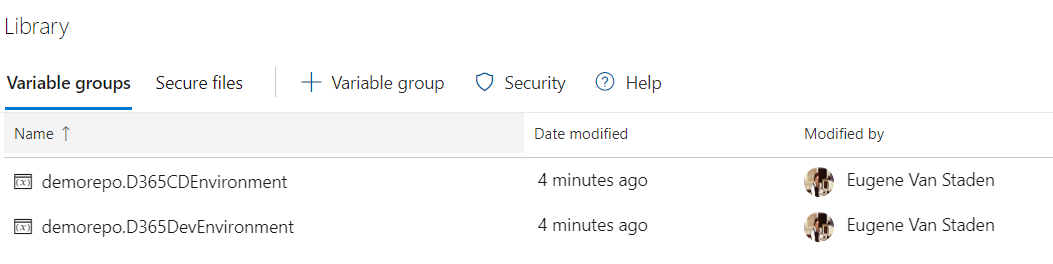 Library
Variable groups Secure files + Variable group Security ? Help
Name ↑ Date modified Modified by
(x) demorepo.D365CDEnvironment 4 minutes ago Eugene Van Staden
(x) demorepo.D365DevEnvironment 4 minutes ago Eugene Van Staden